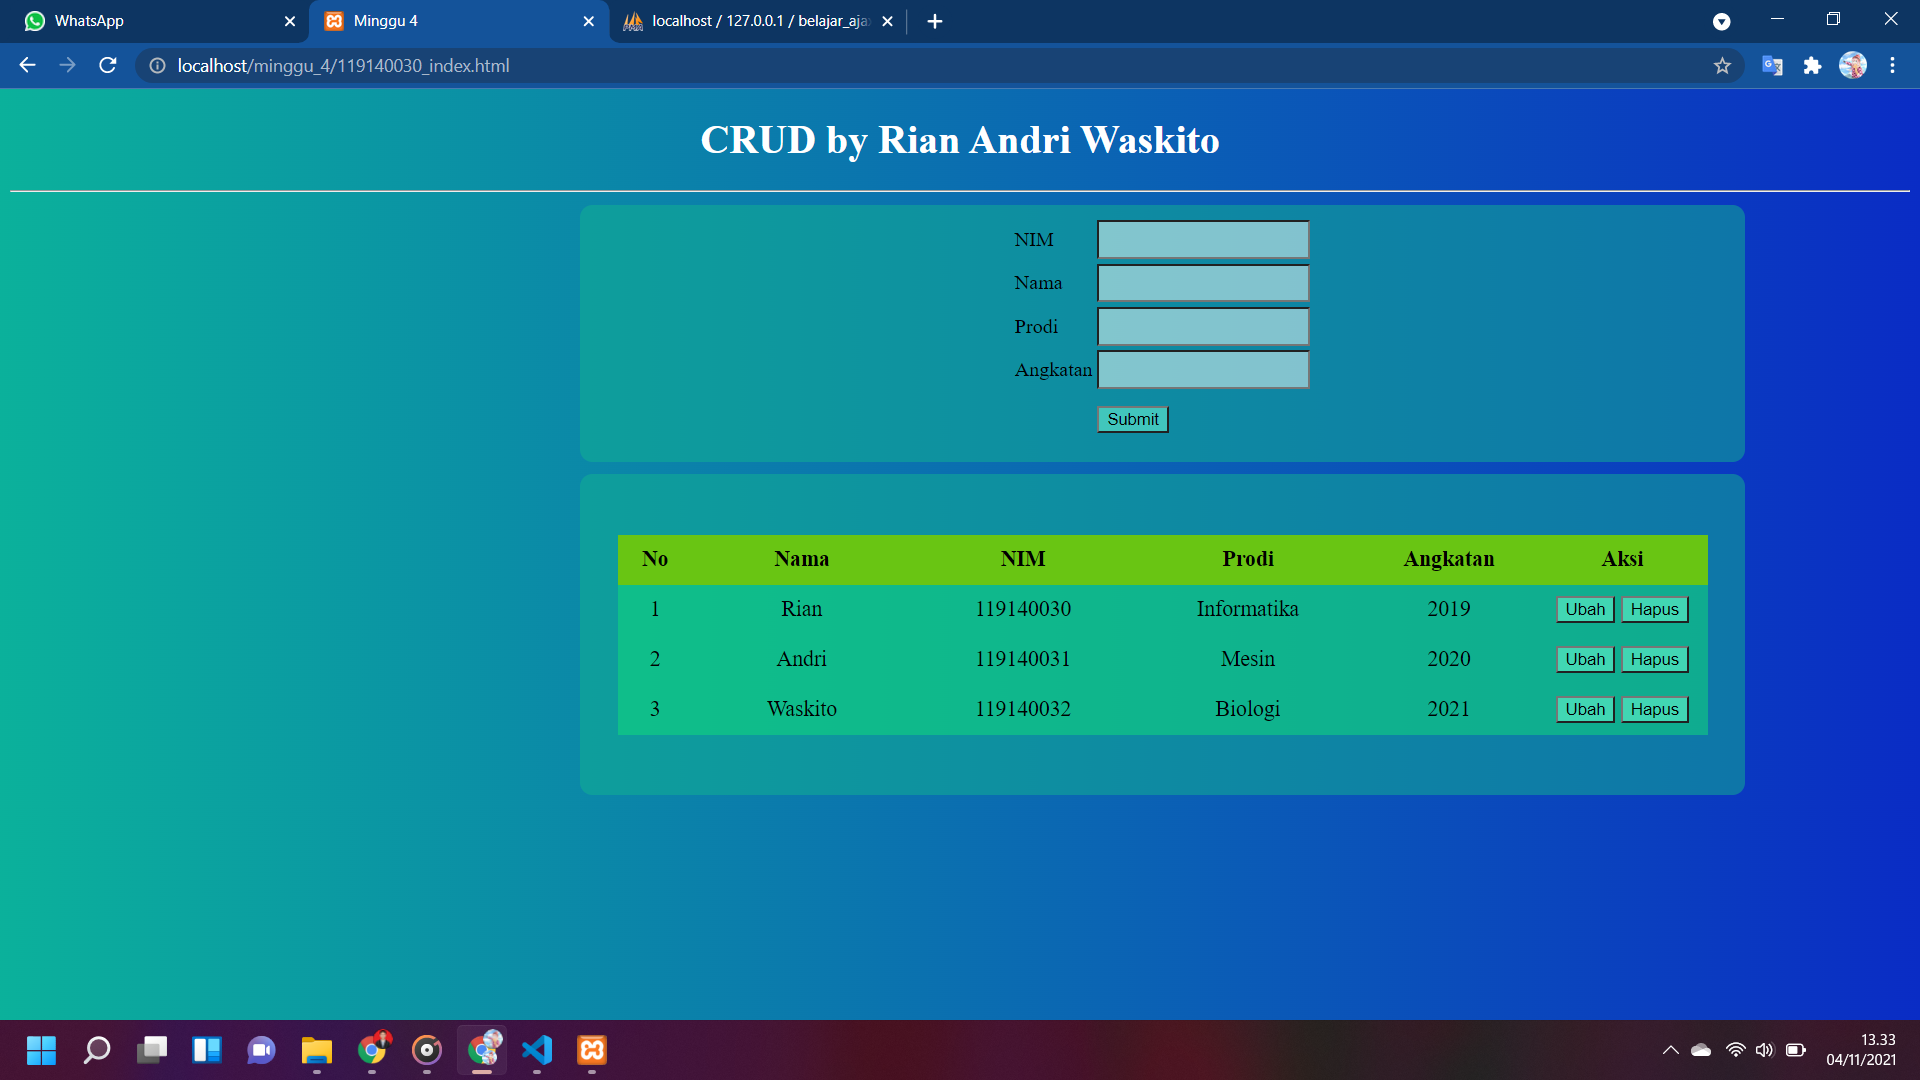 WhatsApp
Minggu 4
localhost / 127.0.0.1 / belajar_aja
localhost/minggu_4/119140030_index.html
CRUD by Rian Andri Waskito
NIM
Nama
Prodi
Angkatan
Submit
No Nama NIM Prodi Angkatan Aksi
1 Rian 119140030 Informatika 2019 Ubah Hapus
2 Andri 119140031 Mesin 2020 Ubah Hapus
3 Waskito 119140032 Biologi 2021 Ubah Hapus
13.33
04/11/2021